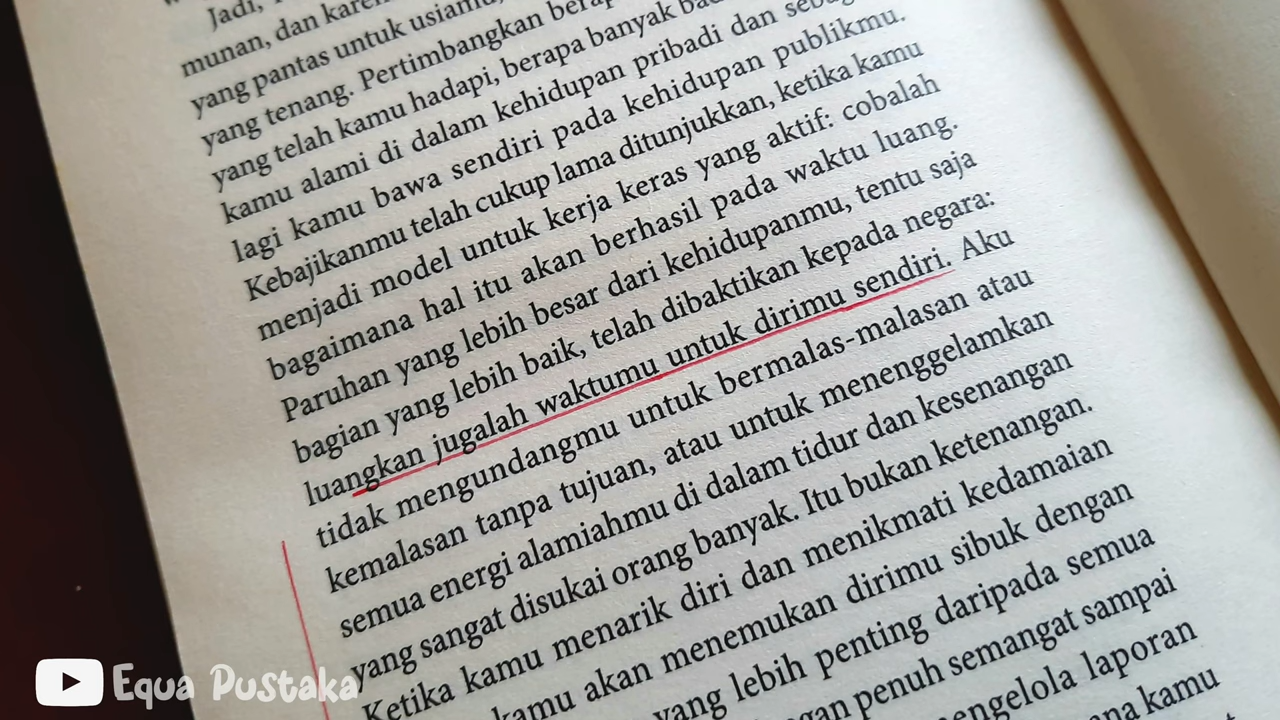 Jadi,
munan, dan
yang pantas untuk usiamu,
yang tenang. Pertimbangkan
yang telah kamu hadapi, berapa banyak
kamu alami di dalam kehidupan pribadi dan
lagi kamu bawa sendiri pada kehidupan publikmu.
Kebajikanmu telah cukup lama ditunjukkan, ketika kamu
menjadi model untuk kerja keras yang aktif: cobalah
bagaimana hal itu akan berhasil pada waktu luang.
Paruhan yang lebih besar dari kehidupanmu, tentu saja
bagian yang lebih baik, telah dibaktikan kepada negara:
luangkan jugalah waktumu untuk dirimu sendiri. Aku
tidak mengundangmu untuk bermalas-malasan atau
kemalasan tanpa tujuan, atau untuk menenggelamkan
semua energi alamiahmu di dalam tidur dan kesenangan
yang sangat disukai orang banyak. Itu bukan ketenangan.
Ketika kamu menarik diri dan menikmati kedamaian
kamu akan menemukan dirimu sibuk dengan
yang lebih penting daripada semua
penuh semangat sampai
laporan
kamu
Equa Pustaka